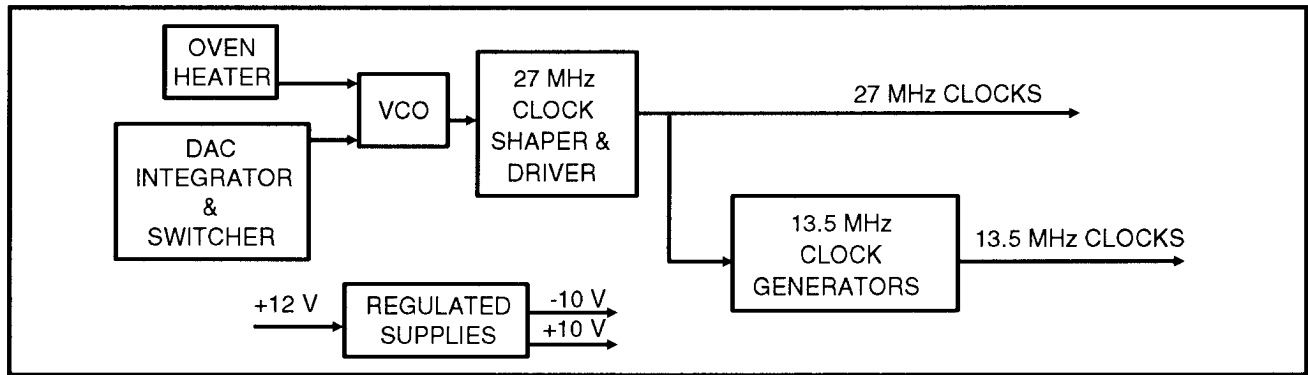 OVEN
HEATER
DAC
INTEGRATOR
&
SWITCHER
VCO
27 MHz
CLOCK
SHAPER &
DRIVER
27 MHz CLOCKS
13.5 MHz
CLOCK
GENERATORS
13.5 MHz CLOCKS
+12 V
REGULATED
SUPPLIES
-10 V
+10 V